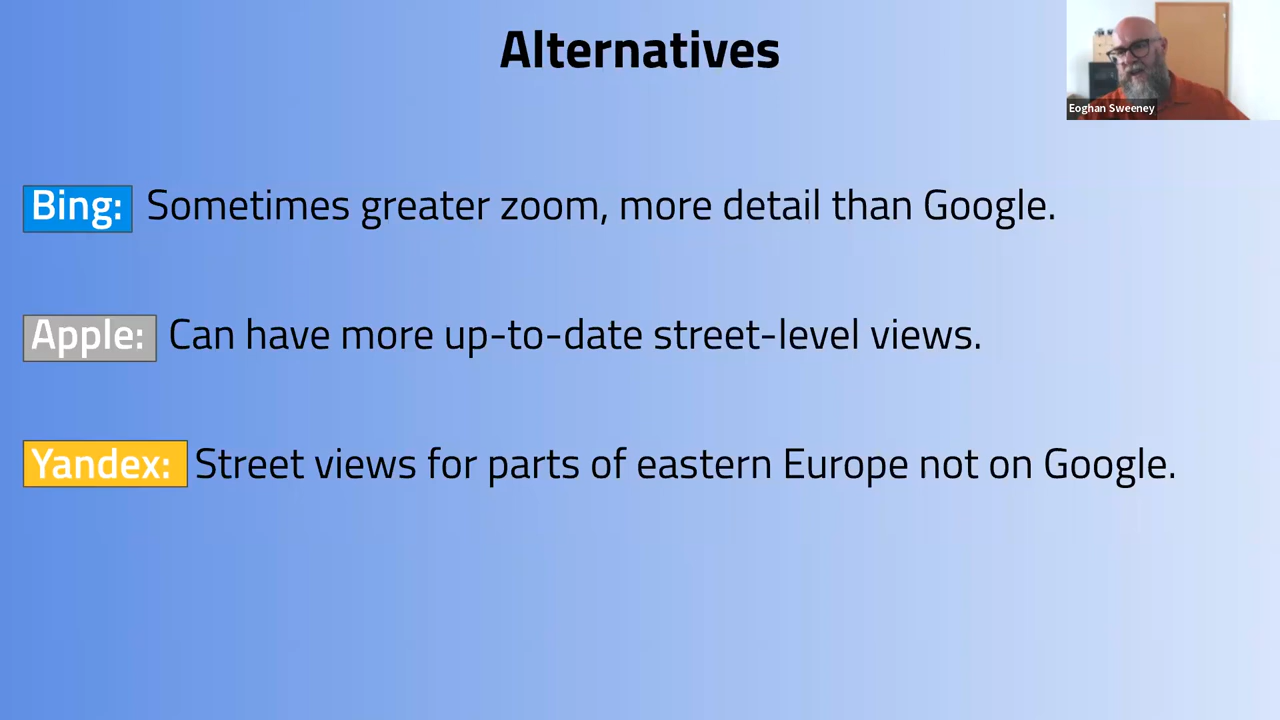 Alternatives
Eoghan Sweeney
Bing: Sometimes greater zoom, more detail than Google.
Apple: Can have more up-to-date street-level views.
Yandex: Street views for parts of eastern Europe not on Google.